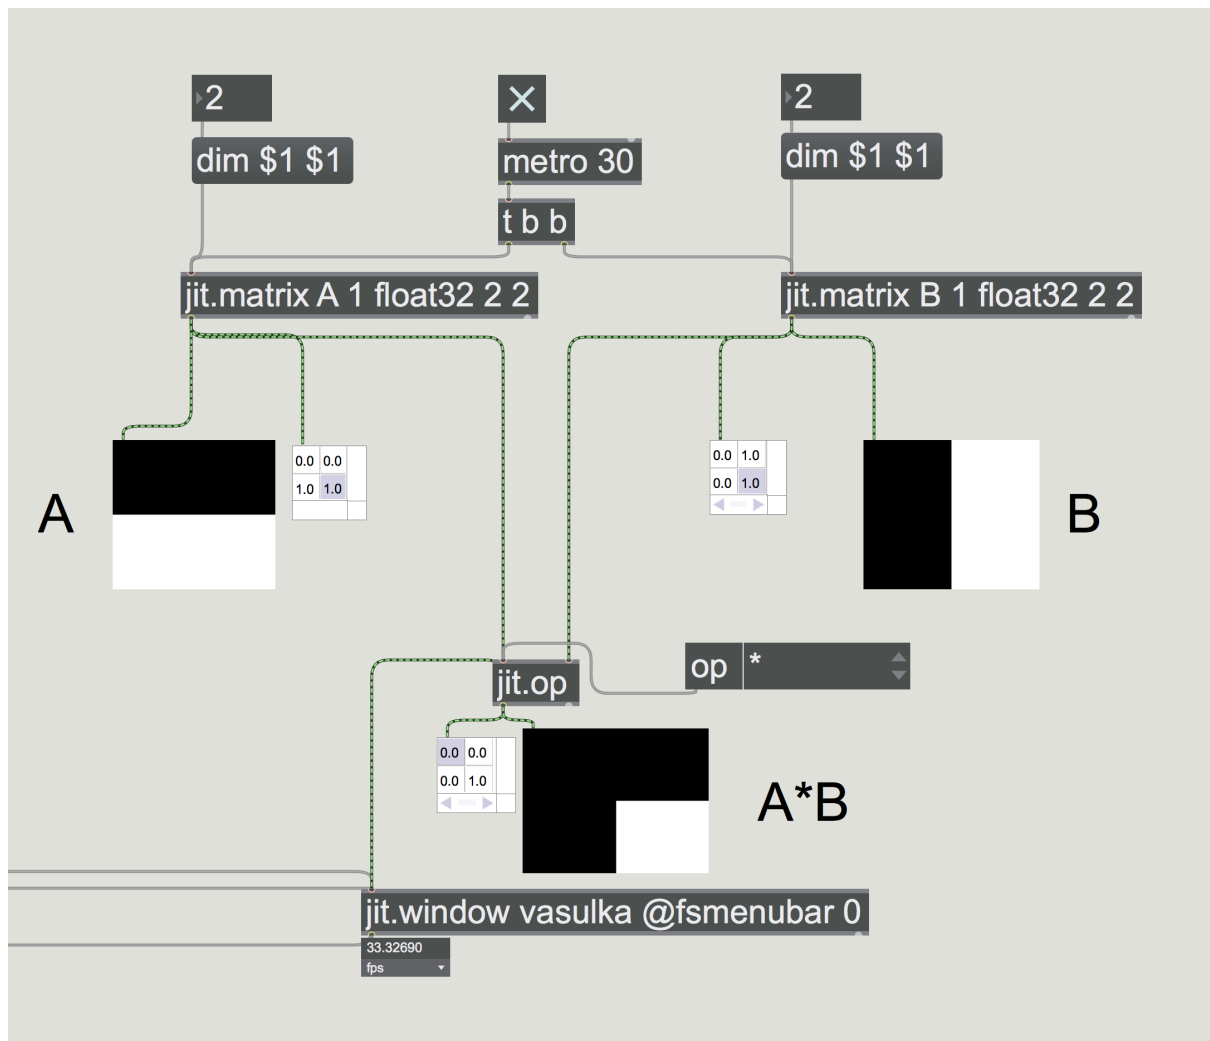 2
2
dim $1 $1
metro 30
dim $1 $1
t b b
jit.matrix A 1 float32 2 2
jit.matrix B 1 float32 2 2
A
0.0 0.0
1.0 1.0
0.0 1.0
0.0 1.0
B
op *
jit.op
0.0 0.0
0.0 1.0
A*B
jit.window vasulka @fsmenubar 0
33.32690
fps